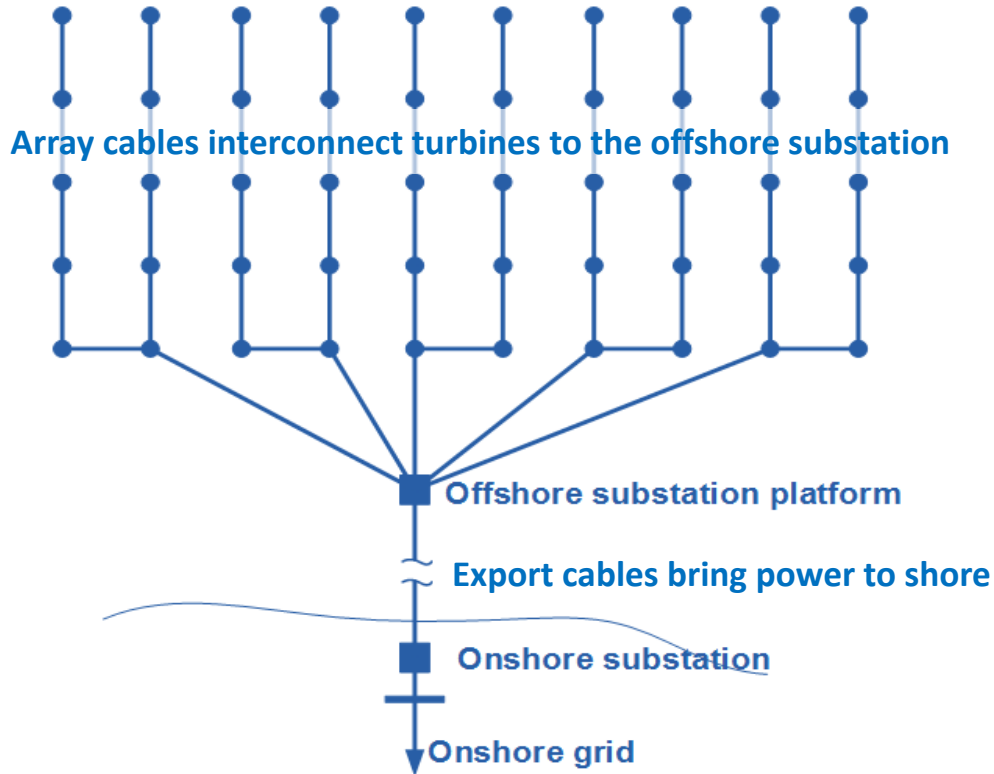 Array cables interconnect turbines to the offshore substation
Offshore substation platform
Export cables bring power to shore
Onshore substation
Onshore grid